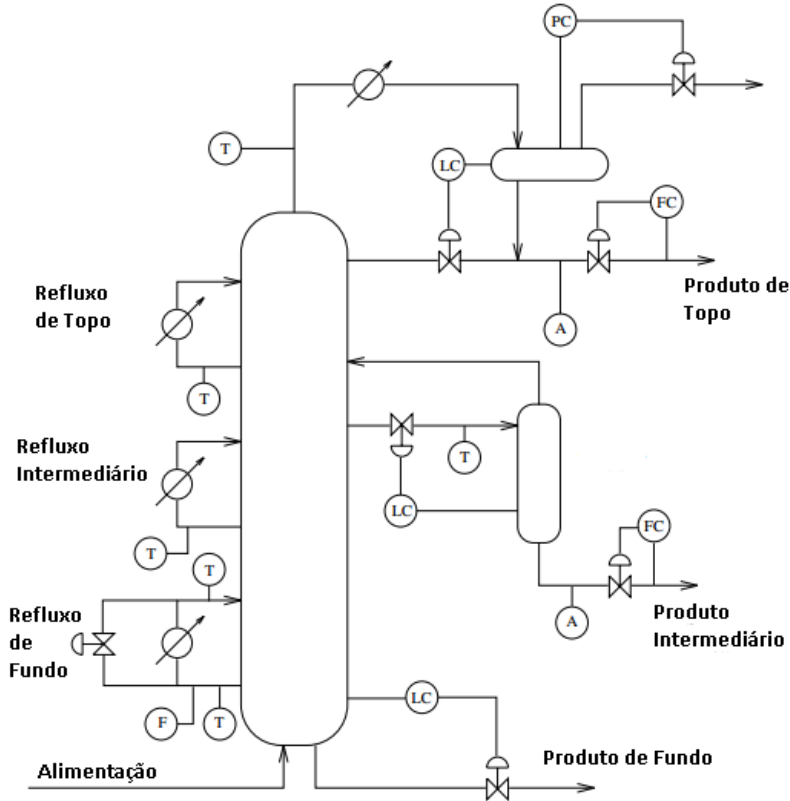 PC
T
LC
FC
Produto de
Topo
Refluxo
de Topo
A
T
Refluxo
Intermediário
T
LC
FC
T
T
Refluxo
de
Fundo
A
Produto
Intermediário
LC
F
T
Produto de Fundo
Alimentação